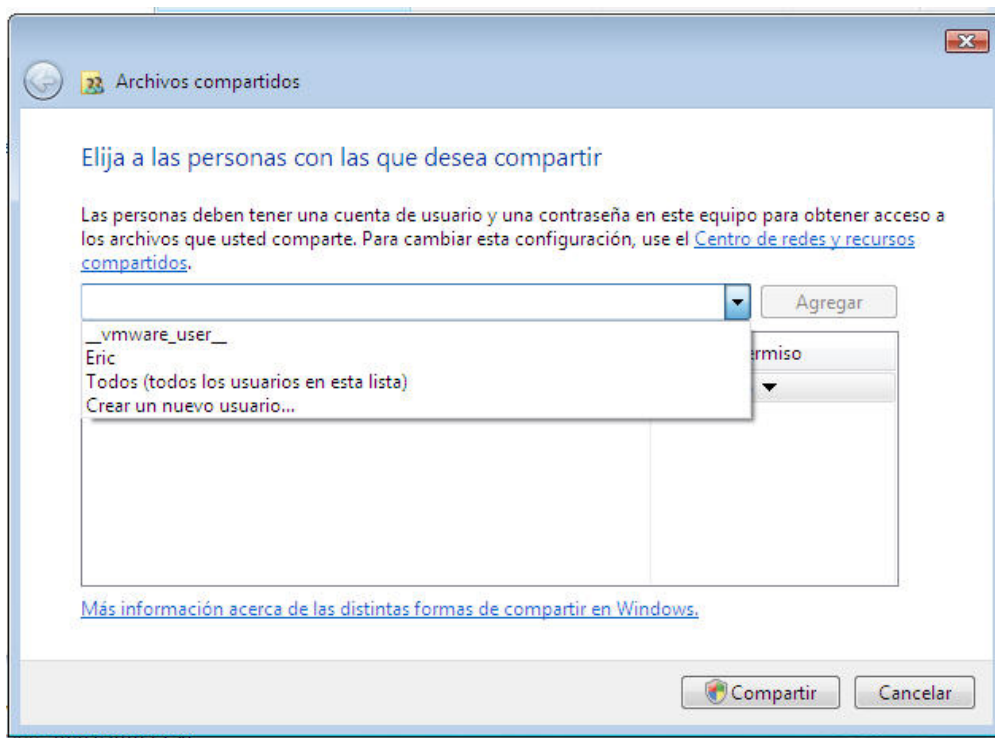 Archivos compartidos
Elija a las personas con las que desea compartir
Las personas deben tener una cuenta de usuario y una contraseña en este equipo para obtener acceso a
los archivos que usted comparte. Para cambiar esta configuración, use el Centro de redes y recursos
compartidos.
Agregar
__vmware_user__
Eric
Todos (todos los usuarios en esta lista)
Crear un nuevo usuario...
ermiso
Más información acerca de las distintas formas de compartir en Windows.
Compartir
Cancelar